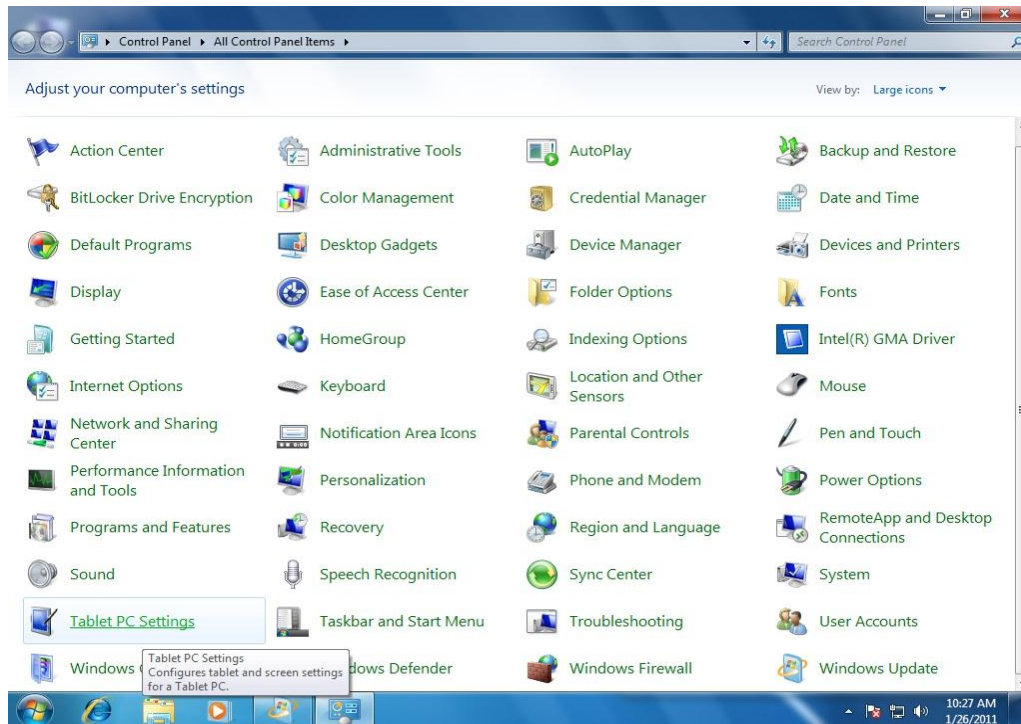 Control Panel ▸ All Control Panel Items ▸
Search Control Panel
Adjust your computer's settings
View by: Large icons
Action Center
Administrative Tools
AutoPlay
Backup and Restore
BitLocker Drive Encryption
Color Management
Credential Manager
Date and Time
Default Programs
Desktop Gadgets
Device Manager
Devices and Printers
Display
Ease of Access Center
Folder Options
Fonts
Getting Started
HomeGroup
Indexing Options
Intel(R) GMA Driver
Internet Options
Keyboard
Location and Other
Sensors
Mouse
Network and Sharing
Center
Notification Area Icons
Parental Controls
Pen and Touch
Performance Information
and Tools
Personalization
Phone and Modem
Power Options
Programs and Features
Recovery
Region and Language
RemoteApp and Desktop
Connections
Sound
Speech Recognition
Sync Center
System
Tablet PC Settings
Taskbar and Start Menu
Troubleshooting
User Accounts
Windows
Tablet PC Settings
Configures tablet and screen settings
for a Tablet PC.
Defender
Windows Firewall
Windows Update
10:27 AM
1/26/2011